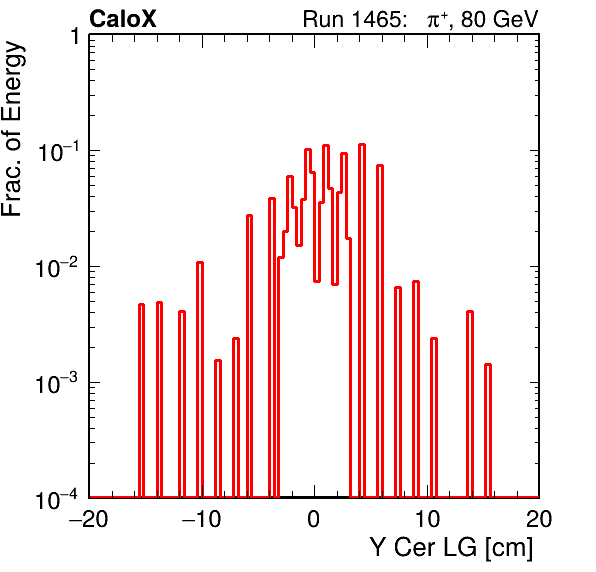 CaloX Run 1465: π⁺, 80 GeV
Frac. of Energy
1
10⁻¹
10⁻²
10⁻³
10⁻⁴
−20 −10 0 10 20
Y Cer LG [cm]